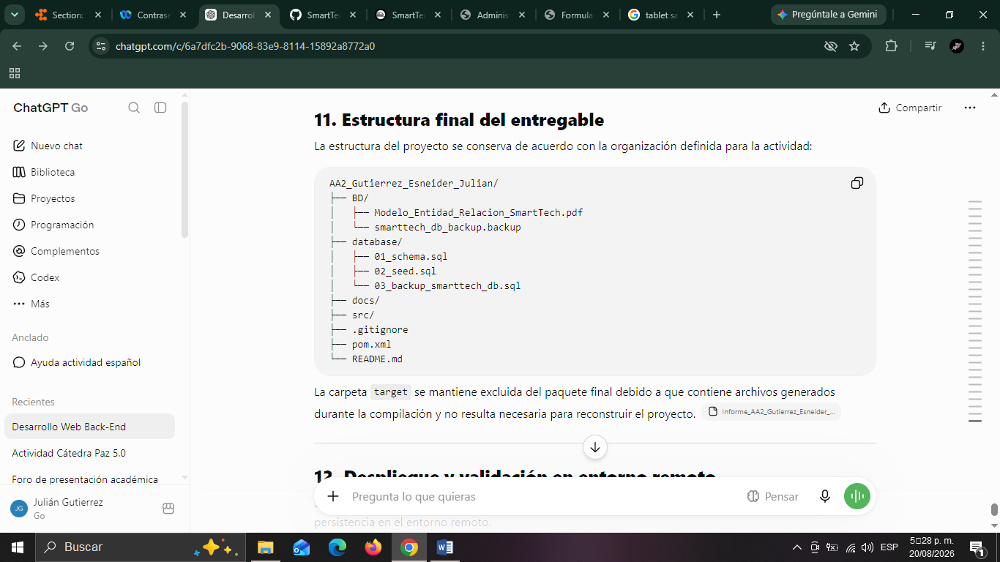 Section:
Contrase
Desarrol
SmartTe
SmartTe
Adminis
Formula
tablet sa
Pregúntale a Gemini
chatgpt.com/c/6a7dfc2b-9068-83e9-8114-15892a8772a0
ChatGPT Go
Compartir
Nuevo chat
Biblioteca
Proyectos
Programación
Complementos
Codex
Más
Anclado
Ayuda actividad español
Recientes
Desarrollo Web Back-End
Actividad Cátedra Paz 5.0
Foro de presentación académica
JG
Julián Gutierrez
Go
11. Estructura final del entregable
La estructura del proyecto se conserva de acuerdo con la organización definida para la actividad:
AA2_Gutierrez_Esneider_Julian/
├── BD/
│   ├── Modelo_Entidad_Relacion_SmartTech.pdf
│   └── smarttech_db_backup.backup
├── database/
│   ├── 01_schema.sql
│   ├── 02_seed.sql
│   └── 03_backup_smarttech_db.sql
├── docs/
├── src/
├── .gitignore
├── pom.xml
└── README.md
La carpeta target se mantiene excluida del paquete final debido a que contiene archivos generados
durante la compilación y no resulta necesaria para reconstruir el proyecto. Informe_AA2_Gutierrez_Esneider_...
12. Despliegue y validación en entorno remoto
Pregunta lo que quieras
Pensar
persistencia en el entorno remoto.
Buscar
ESP
5:28 p. m.
20/08/2026
1